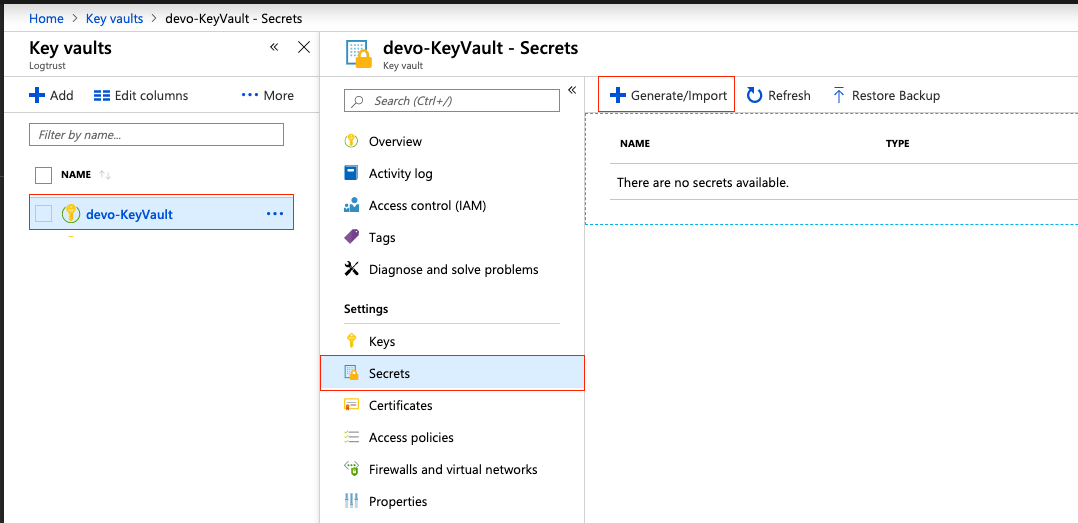 Home > Key vaults > devo-KeyVault - Secrets
Key vaults
Logtrust
Add Edit columns More
Filter by name...
NAME
devo-KeyVault
devo-KeyVault - Secrets
Key vault
Search (Ctrl+/)
Overview
Activity log
Access control (IAM)
Tags
Diagnose and solve problems
Settings
Keys
Secrets
Certificates
Access policies
Firewalls and virtual networks
Properties
Generate/Import Refresh Restore Backup
NAME TYPE
There are no secrets available.